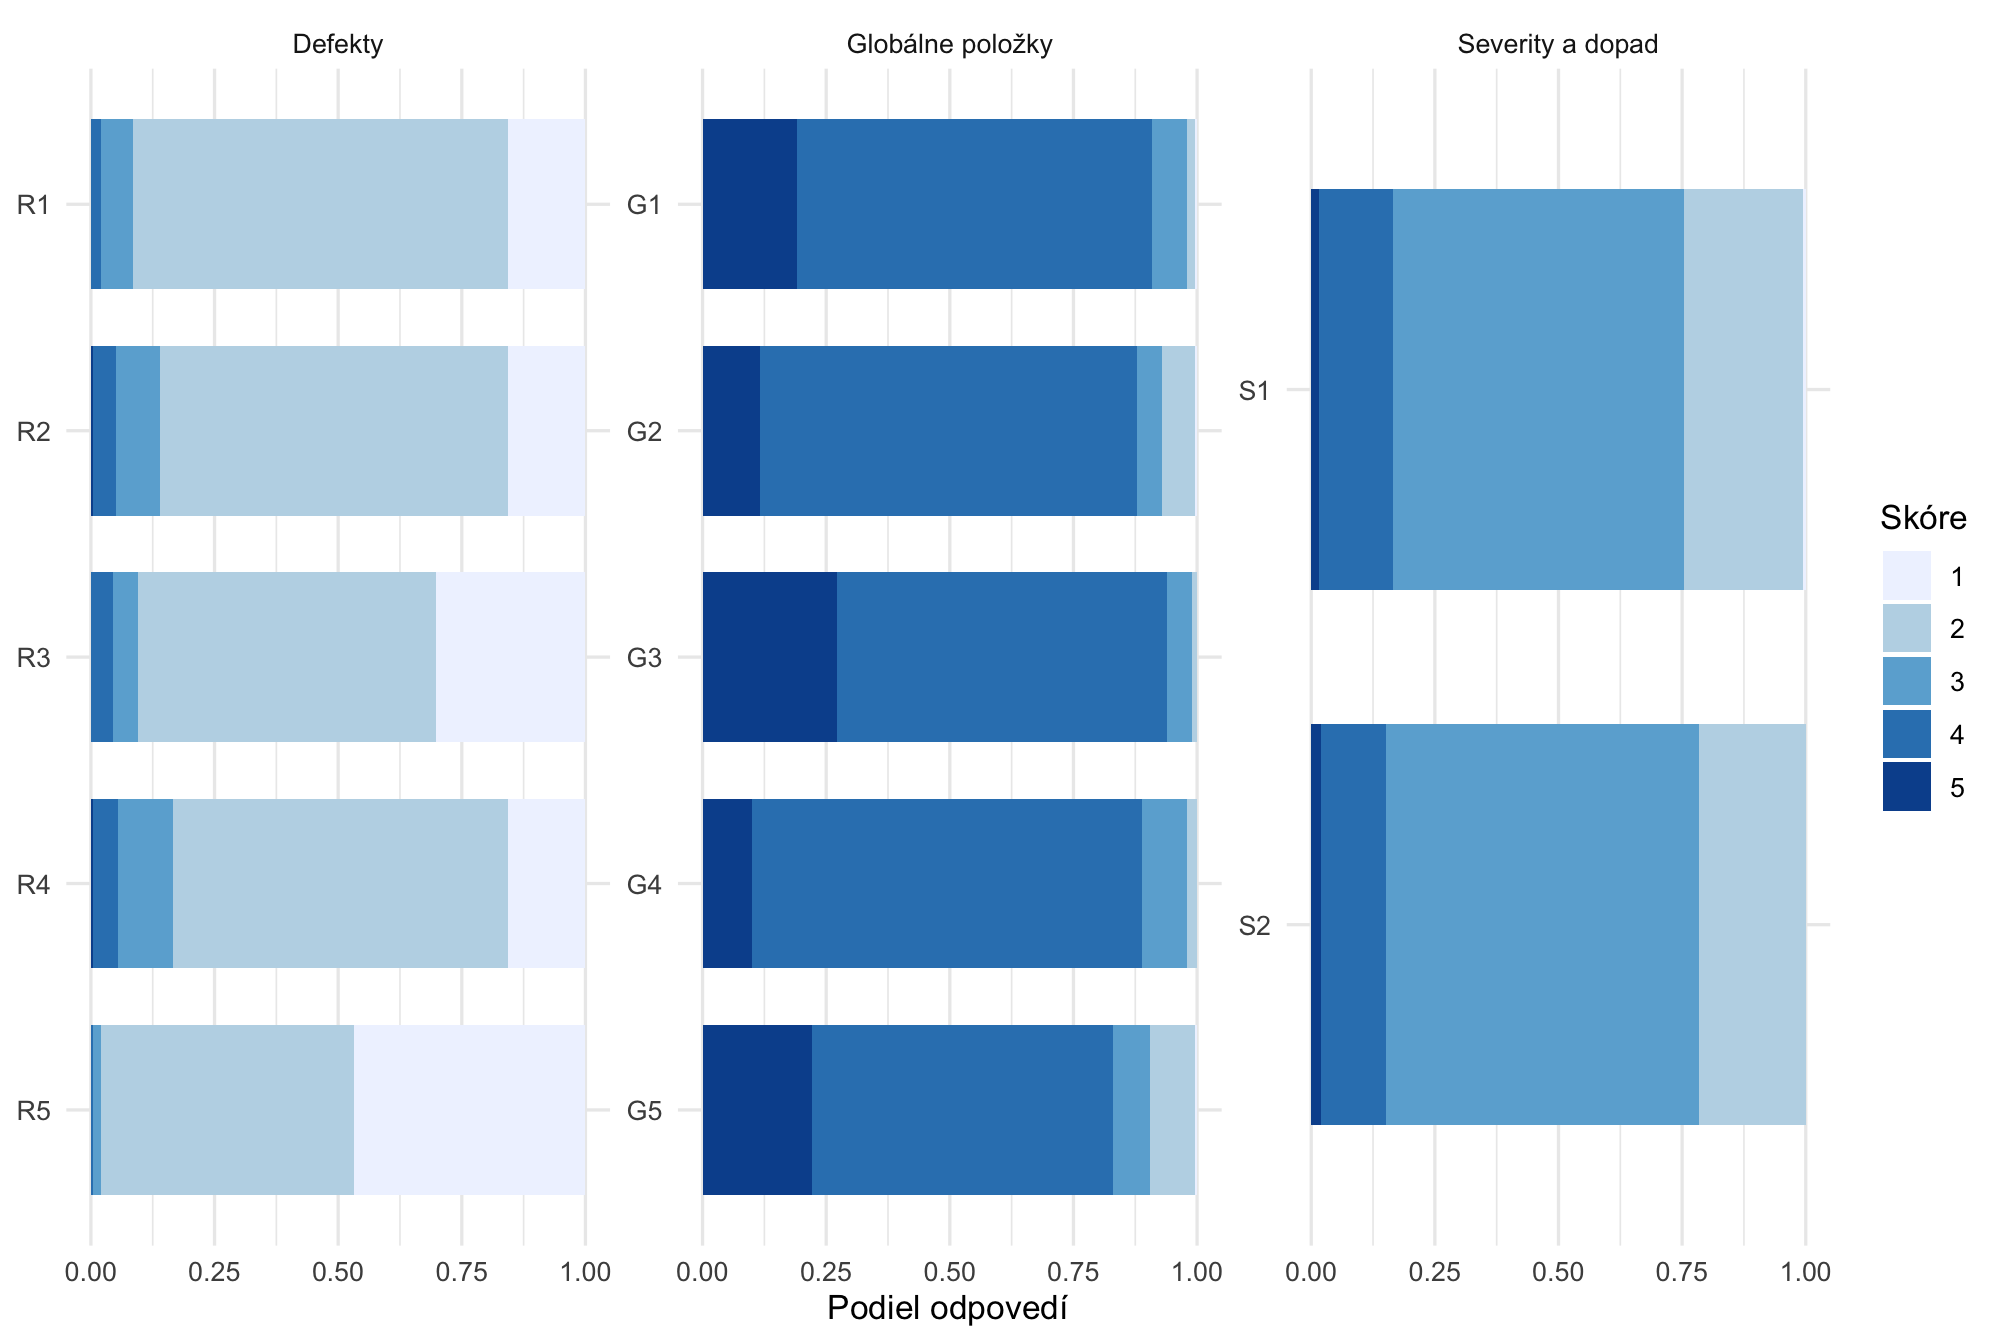 Defekty
Globálne položky
Severity a dopad
R1
R2
R3
R4
R5
G1
G2
G3
G4
G5
S1
S2
0.00 0.25 0.50 0.75 1.00
0.00 0.25 0.50 0.75 1.00
0.00 0.25 0.50 0.75 1.00
Podiel odpovedí
Skóre
1
2
3
4
5